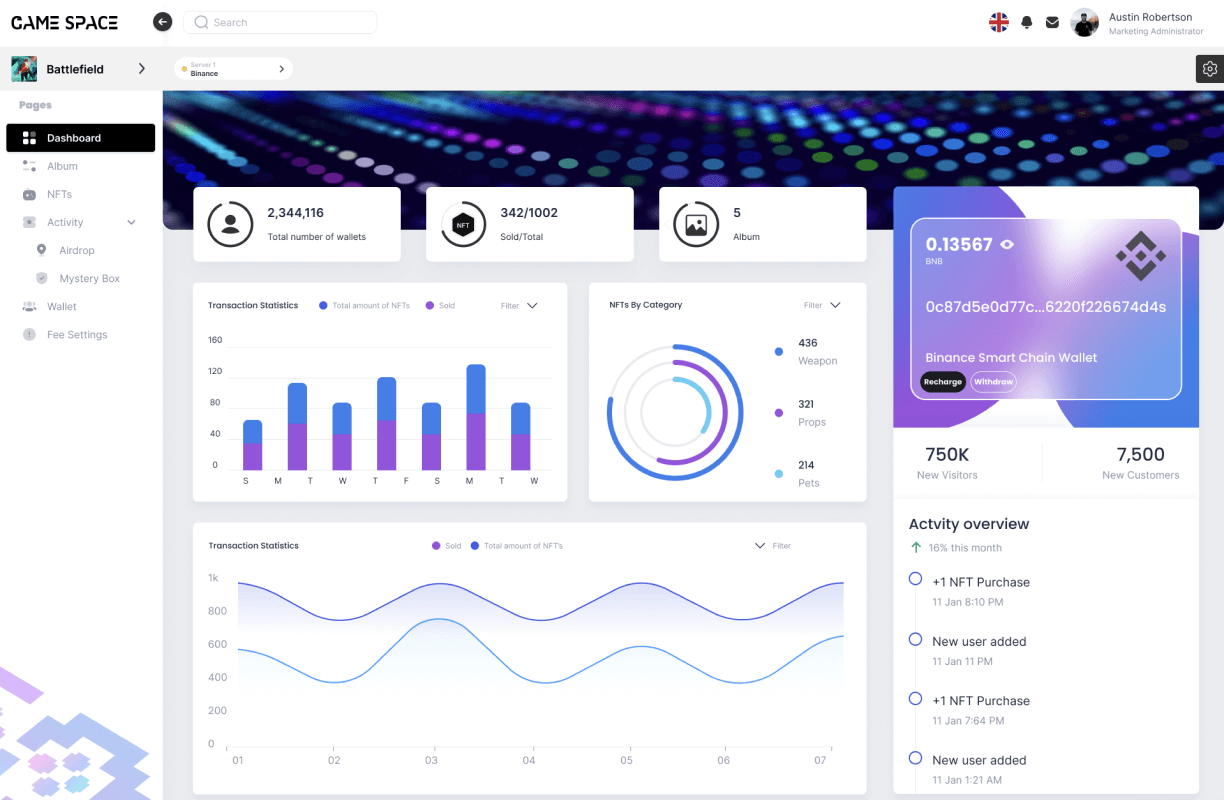 GAME SPACE
Search
Austin Robertson
Marketing Administrator
Battlefield
Server 1
Binance
Pages
Dashboard
Album
NFTs
Activity
Airdrop
Mystery Box
Wallet
Fee Settings
2,344,116
Total number of wallets
NFT
342/1002
Sold/Total
5
Album
0.13567
BNB
0c87d5e0d77c...6220f226674d4s
Binance Smart Chain Wallet
Recharge Withdraw
750K
New Visitors
7,500
New Customers
Transaction Statistics Total amount of NFTs Sold Filter
160
120
80
40
0
S M T W T F S M T W
NFTs By Category Filter
436
Weapon
321
Props
214
Pets
Transaction Statistics Sold Total amount of NFT's Filter
1k
800
600
400
200
0
01 02 03 04 05 06 07
Actvity overview
16% this month
+1 NFT Purchase
11 Jan 8:10 PM
New user added
11 Jan 11 PM
+1 NFT Purchase
11 Jan 7:64 PM
New user added
11 Jan 1:21 AM